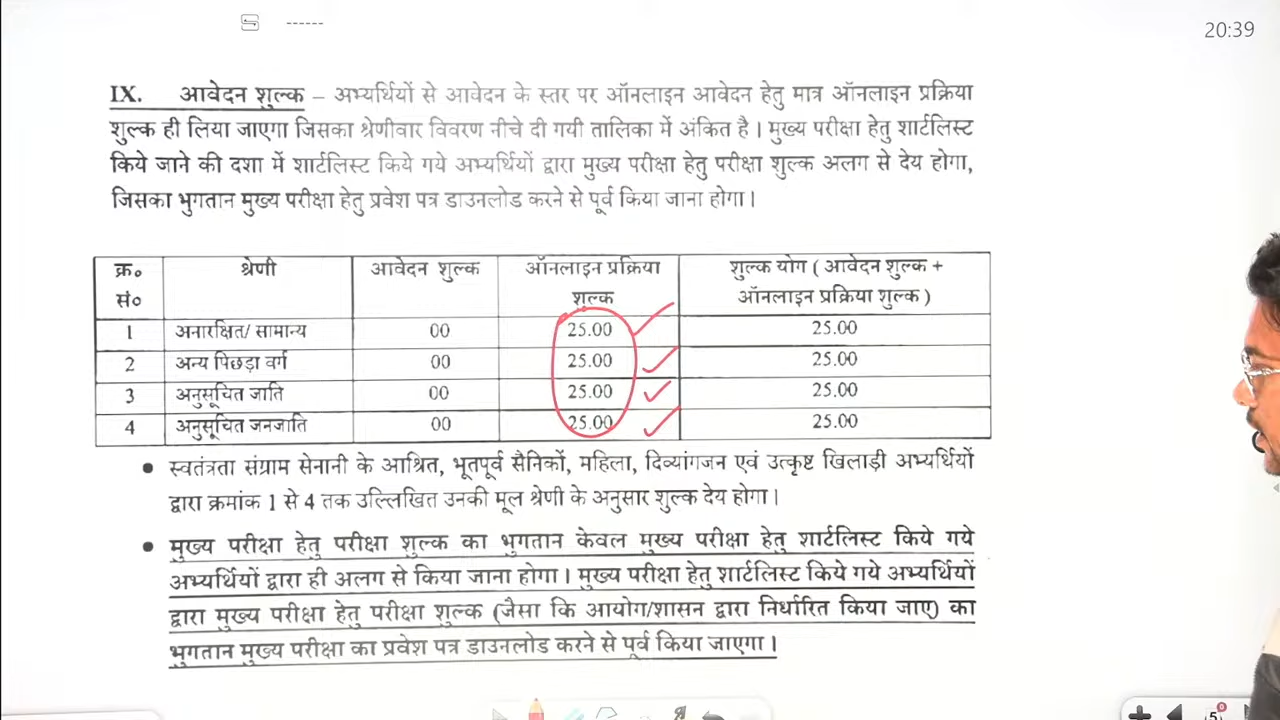 20:39
IX. आवेदन शुल्क – अभ्यर्थियों से आवेदन के स्तर पर ऑनलाइन आवेदन हेतु मात्र ऑनलाइन प्रक्रिया
शुल्क ही लिया जाएगा जिसका श्रेणीवार विवरण नीचे दी गयी तालिका में अंकित है। मुख्य परीक्षा हेतु शार्टलिस्ट
किये जाने की दशा में शार्टलिस्ट किये गये अभ्यर्थियों द्वारा मुख्य परीक्षा हेतु परीक्षा शुल्क अलग से देय होगा,
जिसका भुगतान मुख्य परीक्षा हेतु प्रवेश पत्र डाउनलोड करने से पूर्व किया जाना होगा।
क्र० श्रेणी आवेदन शुल्क ऑनलाइन प्रक्रिया शुल्क योग ( आवेदन शुल्क +
सं० शुल्क ऑनलाइन प्रक्रिया शुल्क )
1 अनारक्षित/ सामान्य 00 25.00 25.00
2 अन्य पिछड़ा वर्ग 00 25.00 25.00
3 अनुसूचित जाति 00 25.00 25.00
4 अनुसूचित जनजाति 00 25.00 25.00
• स्वतंत्रता संग्राम सेनानी के आश्रित, भूतपूर्व सैनिकों, महिला, दिव्यांगजन एवं उत्कृष्ट खिलाड़ी अभ्यर्थियों
द्वारा क्रमांक 1 से 4 तक उल्लिखित उनकी मूल श्रेणी के अनुसार शुल्क देय होगा।
• मुख्य परीक्षा हेतु परीक्षा शुल्क का भुगतान केवल मुख्य परीक्षा हेतु शार्टलिस्ट किये गये
अभ्यर्थियों द्वारा ही अलग से किया जाना होगा। मुख्य परीक्षा हेतु शार्टलिस्ट किये गये अभ्यर्थियों
द्वारा मुख्य परीक्षा हेतु परीक्षा शुल्क (जैसा कि आयोग/शासन द्वारा निर्धारित किया जाए) का
भुगतान मुख्य परीक्षा का प्रवेश पत्र डाउनलोड करने से पूर्व किया जाएगा।
5